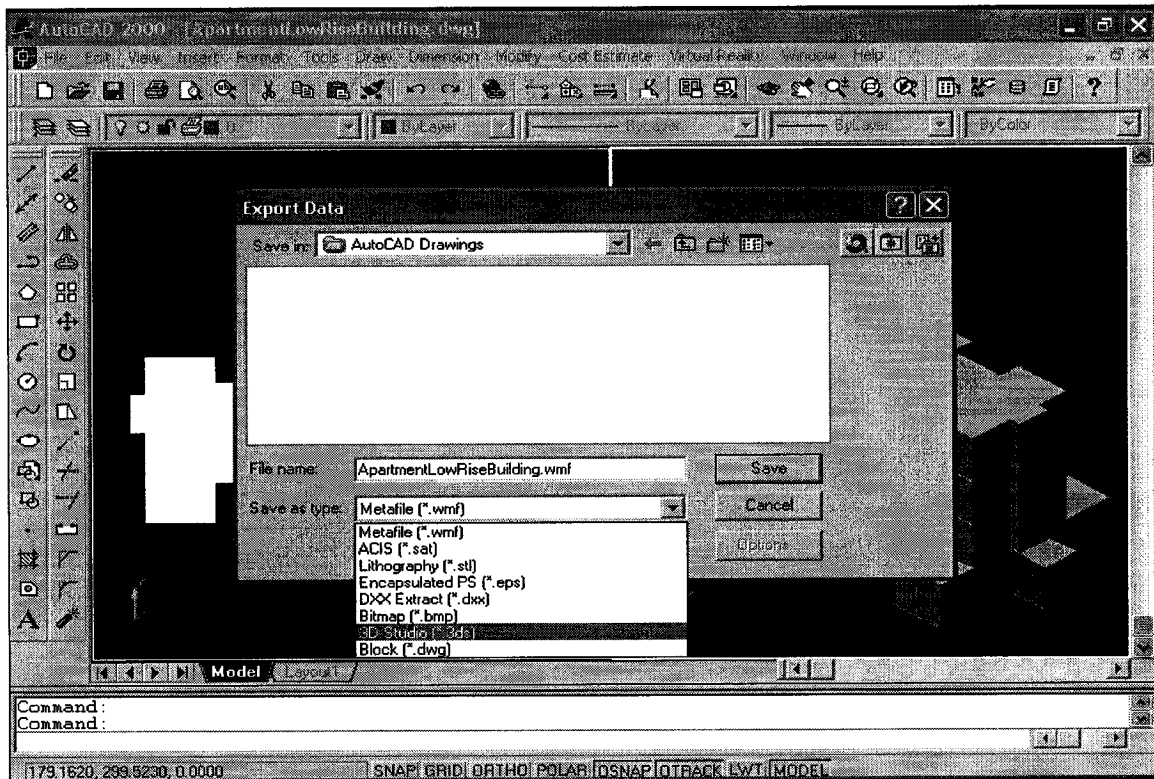 AutoCAD 2000 - [ApartmentLowRiseBuilding.dwg]
File Edit View Insert Format Tools Draw Dimension Modify Cost Estimate Virtual Reality Window Help
0 ByLayer ByLayer ByLayer ByColor
Export Data
Save in: AutoCAD Drawings
File name: ApartmentLowRiseBuilding.wmf Save
Save as type: Metafile (*.wmf) Cancel
Metafile (*.wmf)
ACIS (*.sat) Options
Lithography (*.stl)
Encapsulated PS (*.eps)
DXX Extract (*.dxx)
Bitmap (*.bmp)
3D Studio (*.3ds)
Block (*.dwg)
A
Model Layout1
Command:
Command:
179.1620, 299.5230, 0.0000 SNAP GRID ORTHO POLAR OSNAP OTRACK LWT MODEL